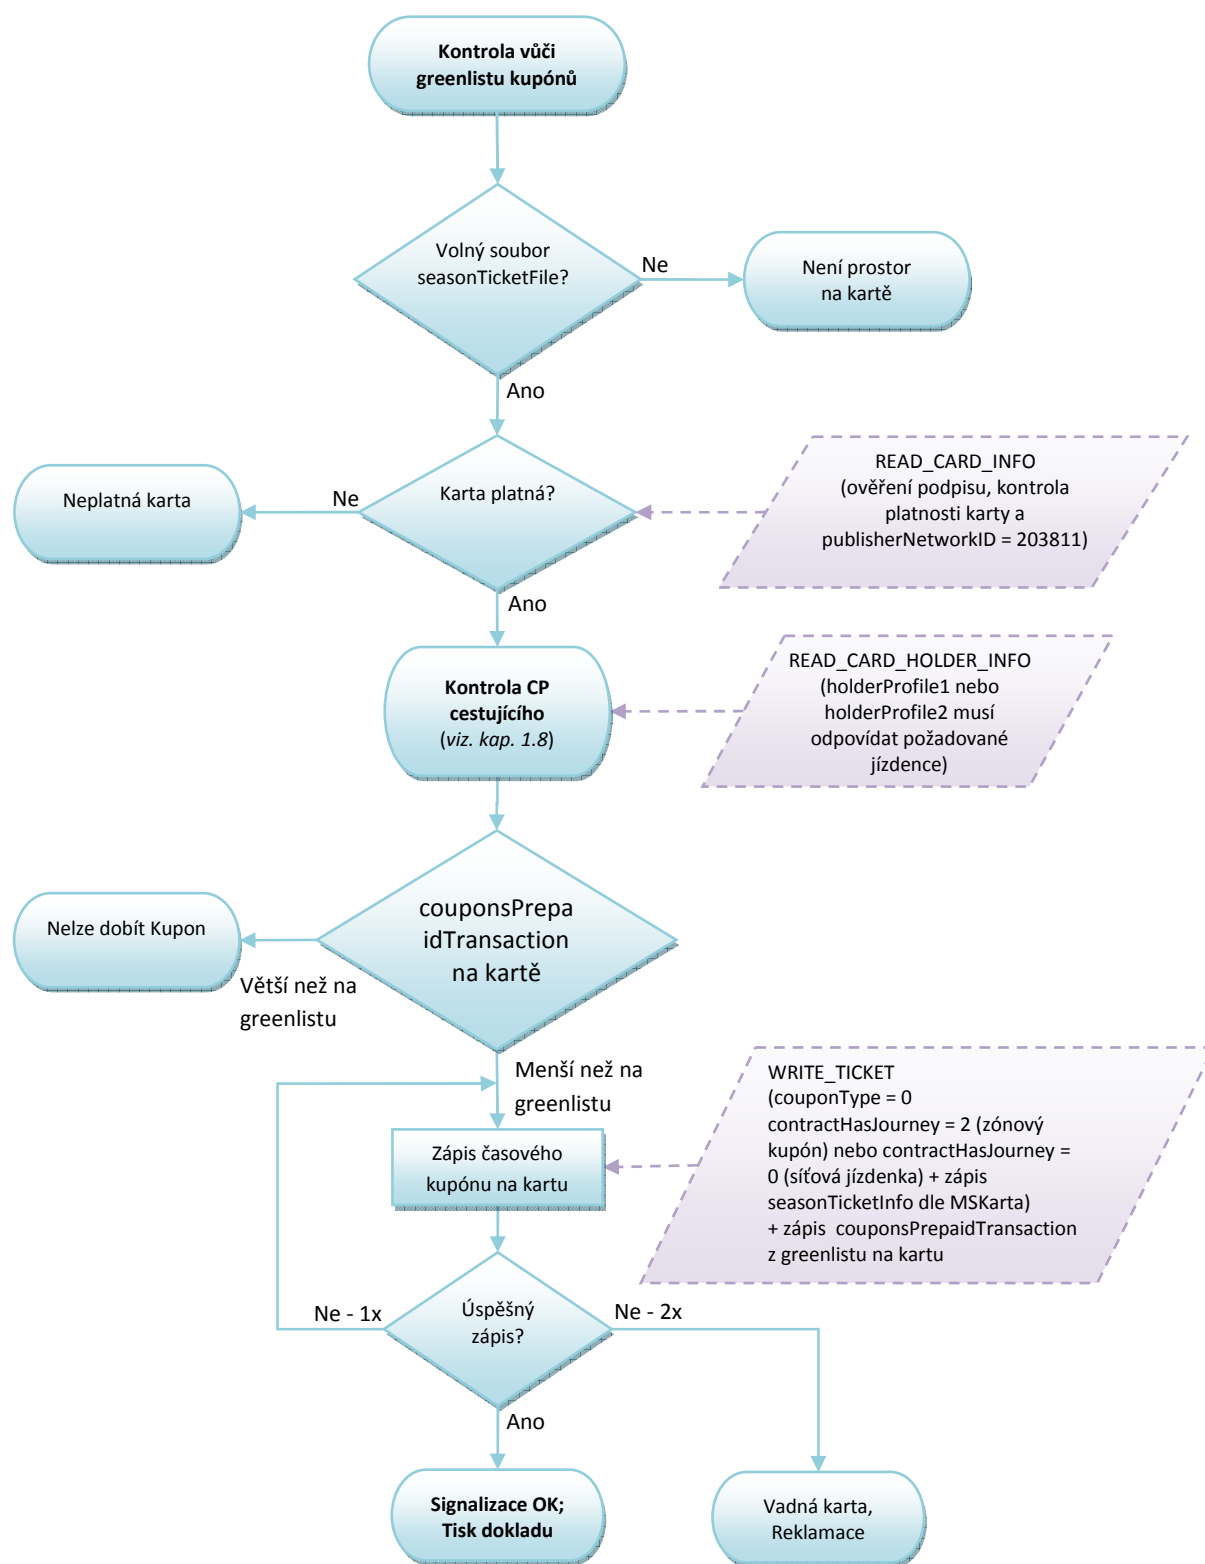 Kontrola vůči
greenlistu kupónů
Volný soubor
seasonTicketFile?
Ne
Není prostor
na kartě
Ano
Neplatná karta
Ne
Karta platná?
READ_CARD_INFO
(ověření podpisu, kontrola
platnosti karty a
publisherNetworkID = 203811)
Ano
Kontrola CP
cestujícího
(viz. kap. 1.8)
READ_CARD_HOLDER_INFO
(holderProfile1 nebo
holderProfile2 musí
odpovídat požadované
jízdence)
couponsPrepa
idTransaction
na kartě
Nelze dobít Kupon
Větší než na
greenlistu
Menší než na
greenlistu
WRITE_TICKET
(couponType = 0
contractHasJourney = 2 (zónový
kupón) nebo contractHasJourney =
0 (síťová jízdenka) + zápis
seasonTicketInfo dle MSKarta)
+ zápis couponsPrepaidTransaction
z greenlistu na kartu
Zápis časového
kupónu na kartu
Ne - 1x
Úspěšný
zápis?
Ne - 2x
Ano
Signalizace OK;
Tisk dokladu
Vadná karta,
Reklamace